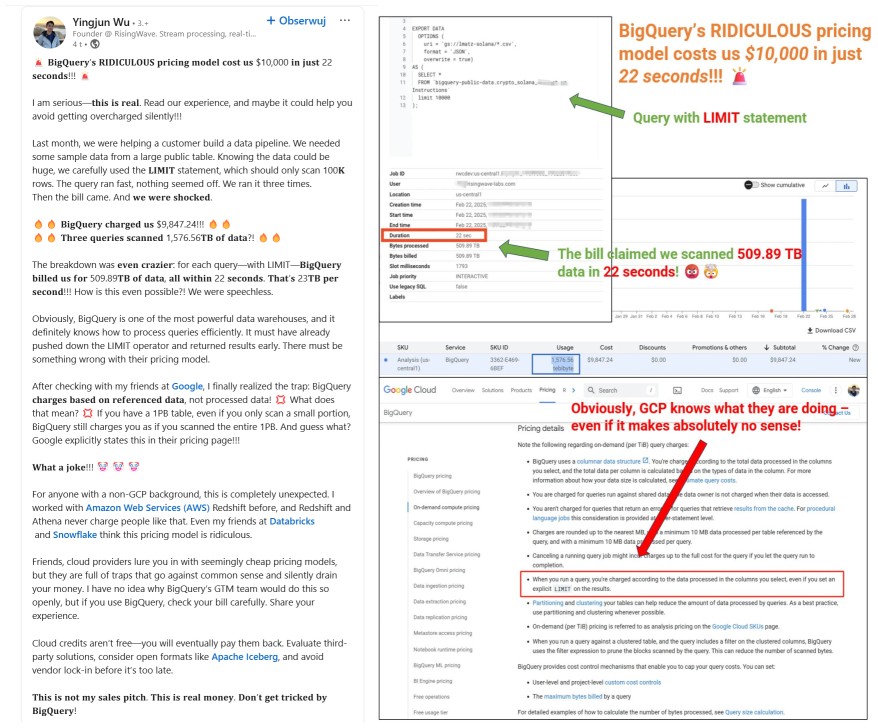 Yingjun Wu • 3.+
+ Obserwuj
Founder @ RisingWave. Stream processing, real-ti...
4 t •
🚨 BigQuery's RIDICULOUS pricing model cost us $10,000 in just 22
seconds!!! 🚨
I am serious—this is real. Read our experience, and maybe it could help you
avoid getting overcharged silently!!!
Last month, we were helping a customer build a data pipeline. We needed
some sample data from a large public table. Knowing the data could be
huge, we carefully used the LIMIT statement, which should only scan 100K
rows. The query ran fast, nothing seemed off. We ran it three times.
Then the bill came. And we were shocked.
🔥 🔥 BigQuery charged us $9,847.24!!! 🔥 🔥
🔥 🔥 Three queries scanned 1,576.56TB of data?! 🔥 🔥
The breakdown was even crazier: for each query—with LIMIT—BigQuery
billed us for 509.89TB of data, all within 22 seconds. That's 23TB per
second!!! How is this even possible?! We were speechless.
Obviously, BigQuery is one of the most powerful data warehouses, and it
definitely knows how to process queries efficiently. It must have already
pushed down the LIMIT operator and returned results early. There must be
something wrong with their pricing model.
After checking with my friends at Google, I finally realized the trap: BigQuery
charges based on referenced data, not processed data! 💢 What does
that mean? 💢 If you have a 1PB table, even if you only scan a small portion,
BigQuery still charges you as if you scanned the entire 1PB. And guess what?
Google explicitly states this in their pricing page!!!
What a joke!!! 🤡 🤡 🤡
For anyone with a non-GCP background, this is completely unexpected. I
worked with Amazon Web Services (AWS) Redshift before, and Redshift and
Athena never charge people like that. Even my friends at Databricks
and Snowflake think this pricing model is ridiculous.
Friends, cloud providers lure you in with seemingly cheap pricing models,
but they are full of traps that go against common sense and silently drain
your money. I have no idea why BigQuery's GTM team would do this so
openly, but if you use BigQuery, check your bill carefully. Share your
experience.
Cloud credits aren't free—you will eventually pay them back. Evaluate third-
party solutions, consider open formats like Apache Iceberg, and avoid
vendor lock-in before it's too late.
This is not my sales pitch. This is real money. Don't get tricked by
BigQuery!
3
4 EXPORT DATA
5 OPTIONS (
6 uri = 'gs://lmatz-solana/*.csv',
7 format = 'JSON',
8 overwrite = true)
9 AS (
10 SELECT *
11 FROM `bigquery-public-data.crypto_solana_
Instructions`
12 limit 10000
13 );
BigQuery's RIDICULOUS pricing
model costs us $10,000 in just
22 seconds!!! 🚨
Query with LIMIT statement
Job ID
User risingwave-labs.com
Location us-central1
Creation time Feb 22, 2025,
Start time Feb 22, 2025,
End time Feb 22, 2025,
Duration 22 sec
Bytes processed 509.89 TB
Bytes billed 509.89 TB
Slot milliseconds 1793
Job priority INTERACTIVE
Use legacy SQL false
Labels
Show cumulative
The bill claimed we scanned 509.89 TB
data in 22 seconds! 😡 🤯
Download CSV
SKU Service SKU ID Usage Cost Discounts Promotions & others ↓ Subtotal % Change
Analysis (us-central1) BigQuery 3362-E469-6BEF 1,576.56 tebibyte $9,847.24 $0.00 $0.00 $9,847.24 New
Google Cloud Overview Solutions Products Pricing Search / Docs Support English Console
BigQuery
Contact Us
Obviously, GCP knows what they are doing –
even if it makes absolutely no sense!
PRICING
BigQuery pricing
Overview of BigQuery pricing
On-demand compute pricing
Capacity compute pricing
Storage pricing
Data Transfer Service pricing
BigQuery Omni pricing
Data ingestion pricing
Data extraction pricing
Data replication pricing
Metastore access pricing
Notebook runtime pricing
BigQuery ML pricing
BI Engine pricing
Free operations
Free usage tier
Pricing details
Note the following regarding on-demand (per TiB) query charges:
• BigQuery uses a columnar data structure. You're charged according to the total data processed in the columns
you select, and the total data per column is calculated based on the types of data in the column. For more
information about how your data size is calculated, see estimate query costs.
• You are charged for queries run against shared data. The data owner is not charged when their data is accessed.
• You aren't charged for queries that return an error or for queries that retrieve results from the cache. For procedural
language jobs this consideration is provided at per-statement level.
• Charges are rounded up to the nearest MB, with a minimum 10 MB data processed per table referenced by the
query, and with a minimum 10 MB data processed per query.
• Canceling a running query job might incur charges up to the full cost for the query if you let the query run to
completion.
• When you run a query, you're charged according to the data processed in the columns you select, even if you set an
explicit LIMIT on the results.
• Partitioning and clustering your tables can help reduce the amount of data processed by queries. As a best practice,
use partitioning and clustering whenever possible.
• On-demand (per TiB) pricing is referred to as analysis pricing on the Google Cloud SKUs page.
• When you run a query against a clustered table, and the query includes a filter on the clustered columns, BigQuery
uses the filter expression to prune the blocks scanned by the query. This can reduce the number of scanned bytes.
BigQuery provides cost control mechanisms that enable you to cap your query costs. You can set:
• User-level and project-level custom cost controls
• The maximum bytes billed by a query
For detailed examples of how to calculate the number of bytes processed, see Query size calculation.